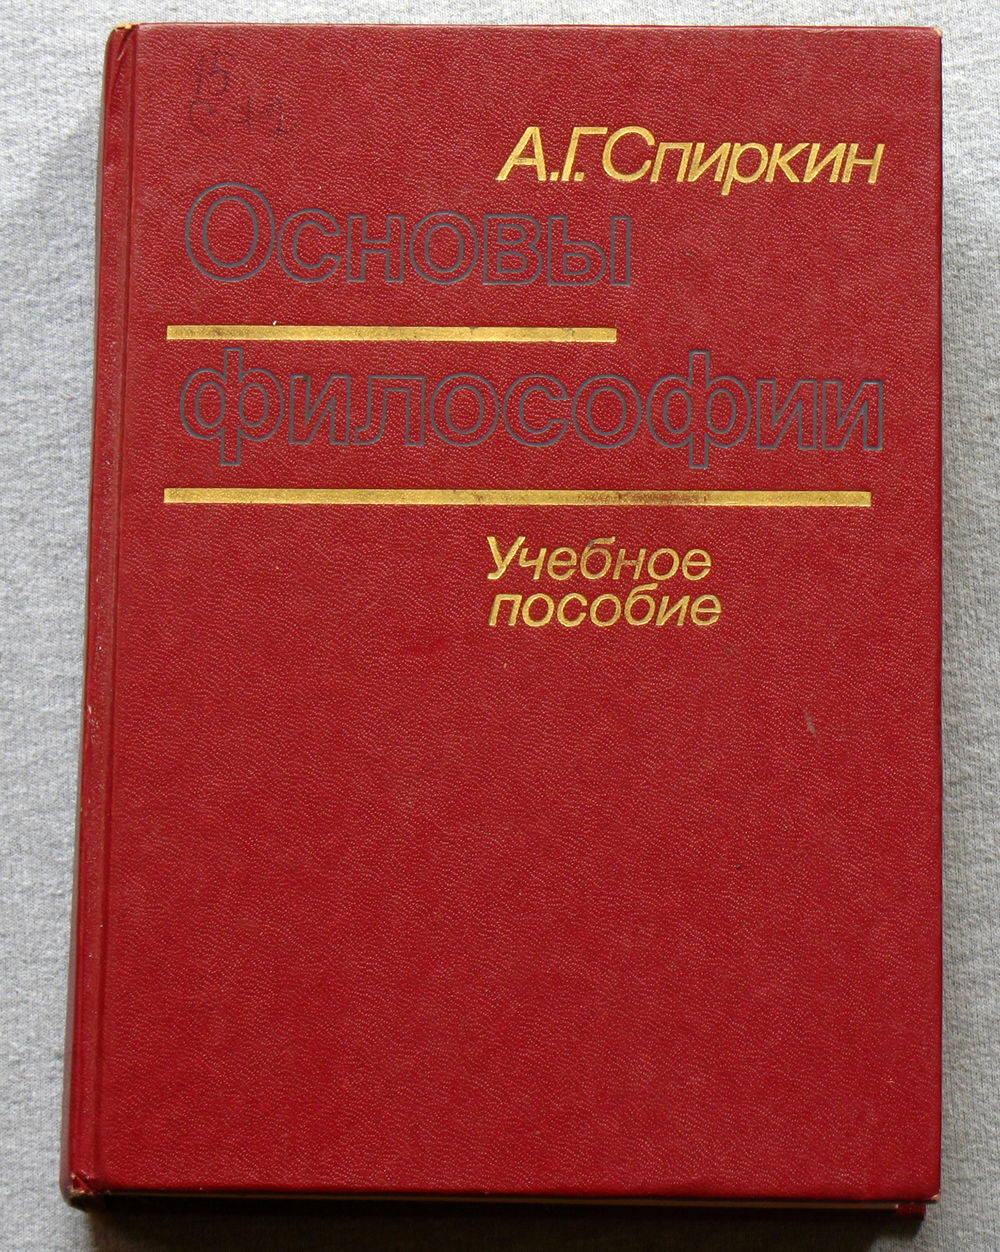 А.Г. Спиркин
Основы
философии
Учебное
пособие